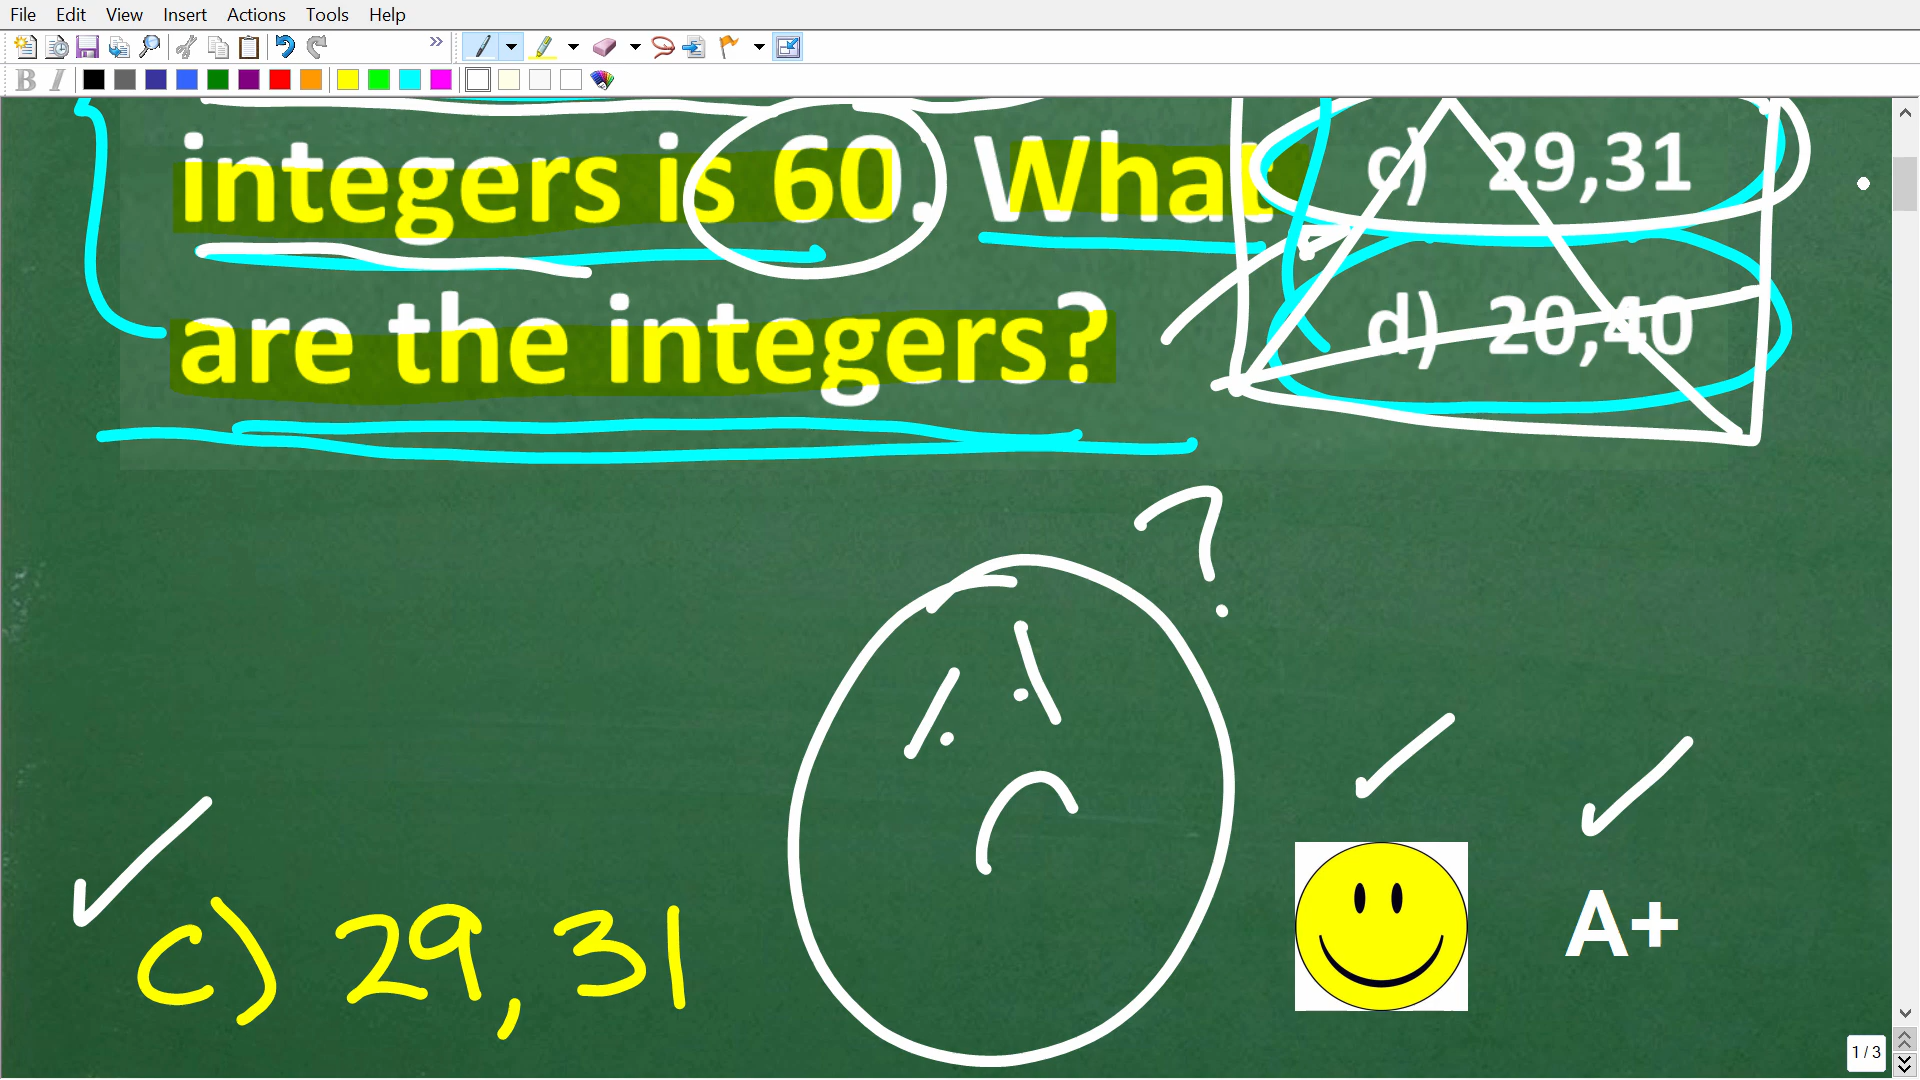 File Edit View Insert Actions Tools Help
B I
integers is 60. What
are the integers?
c) 29,31
d) 20,40
?
c) 29, 31
A+
1 / 3